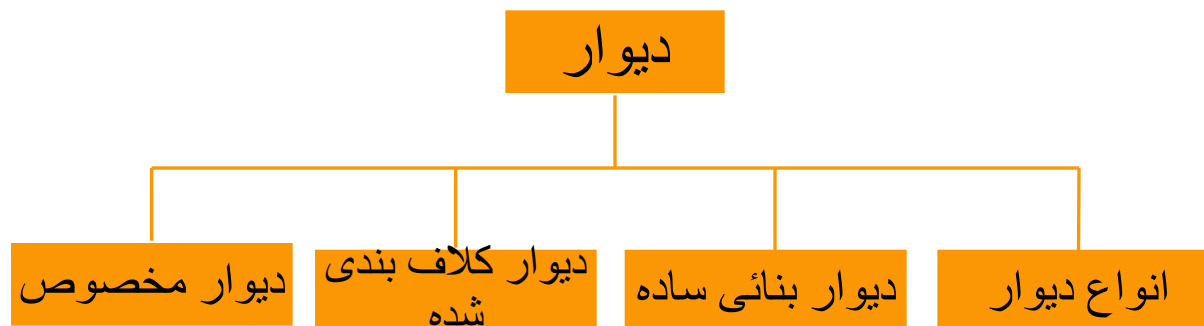 دیوار
انواع دیوار
دیوار بنائی ساده
دیوار کلاف بندی
شده
دیوار مخصوص